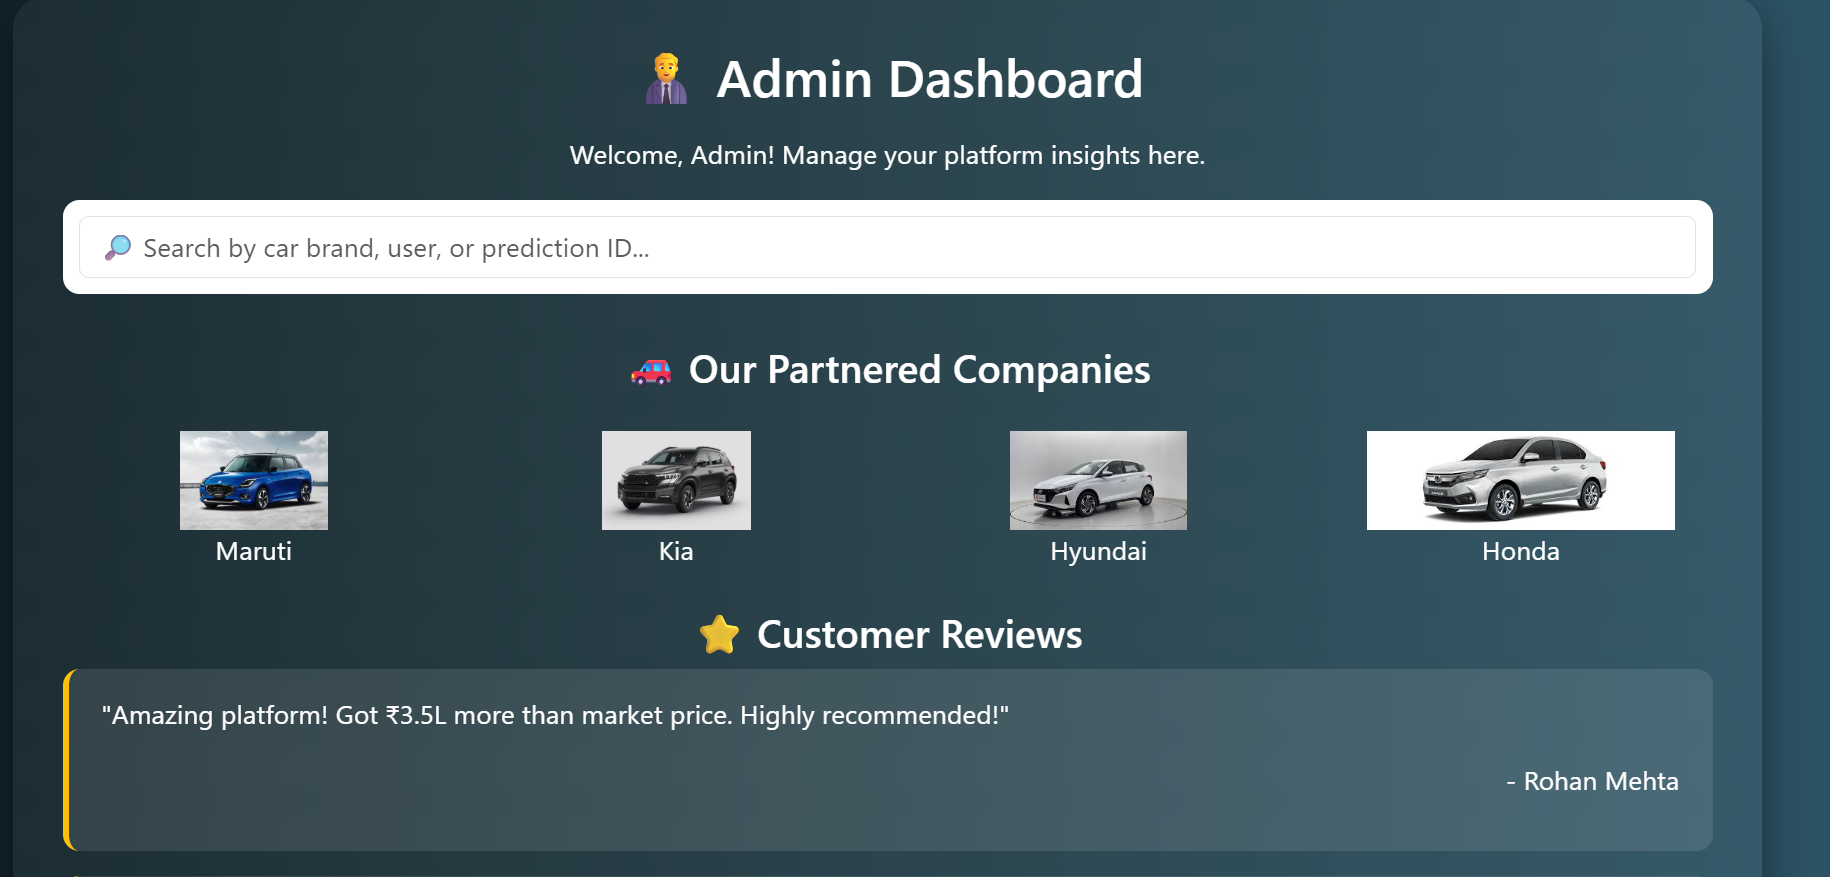 Admin Dashboard
Welcome, Admin! Manage your platform insights here.
Search by car brand, user, or prediction ID...
Our Partnered Companies
Maruti
Kia
Hyundai
Honda
Customer Reviews
"Amazing platform! Got ₹3.5L more than market price. Highly recommended!"
- Rohan Mehta